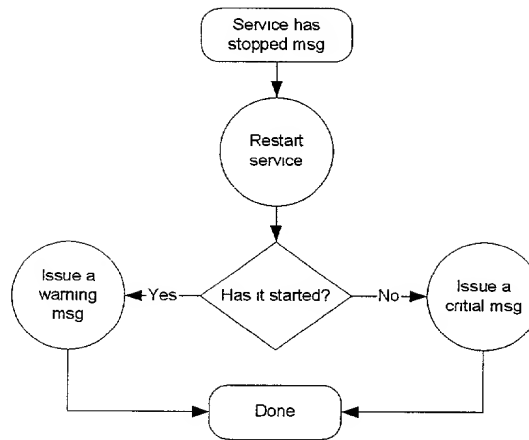 Service has
stopped msg
Restart
service
Has it started?
Yes
No
Issue a
warning
msg
Issue a
critial msg
Done